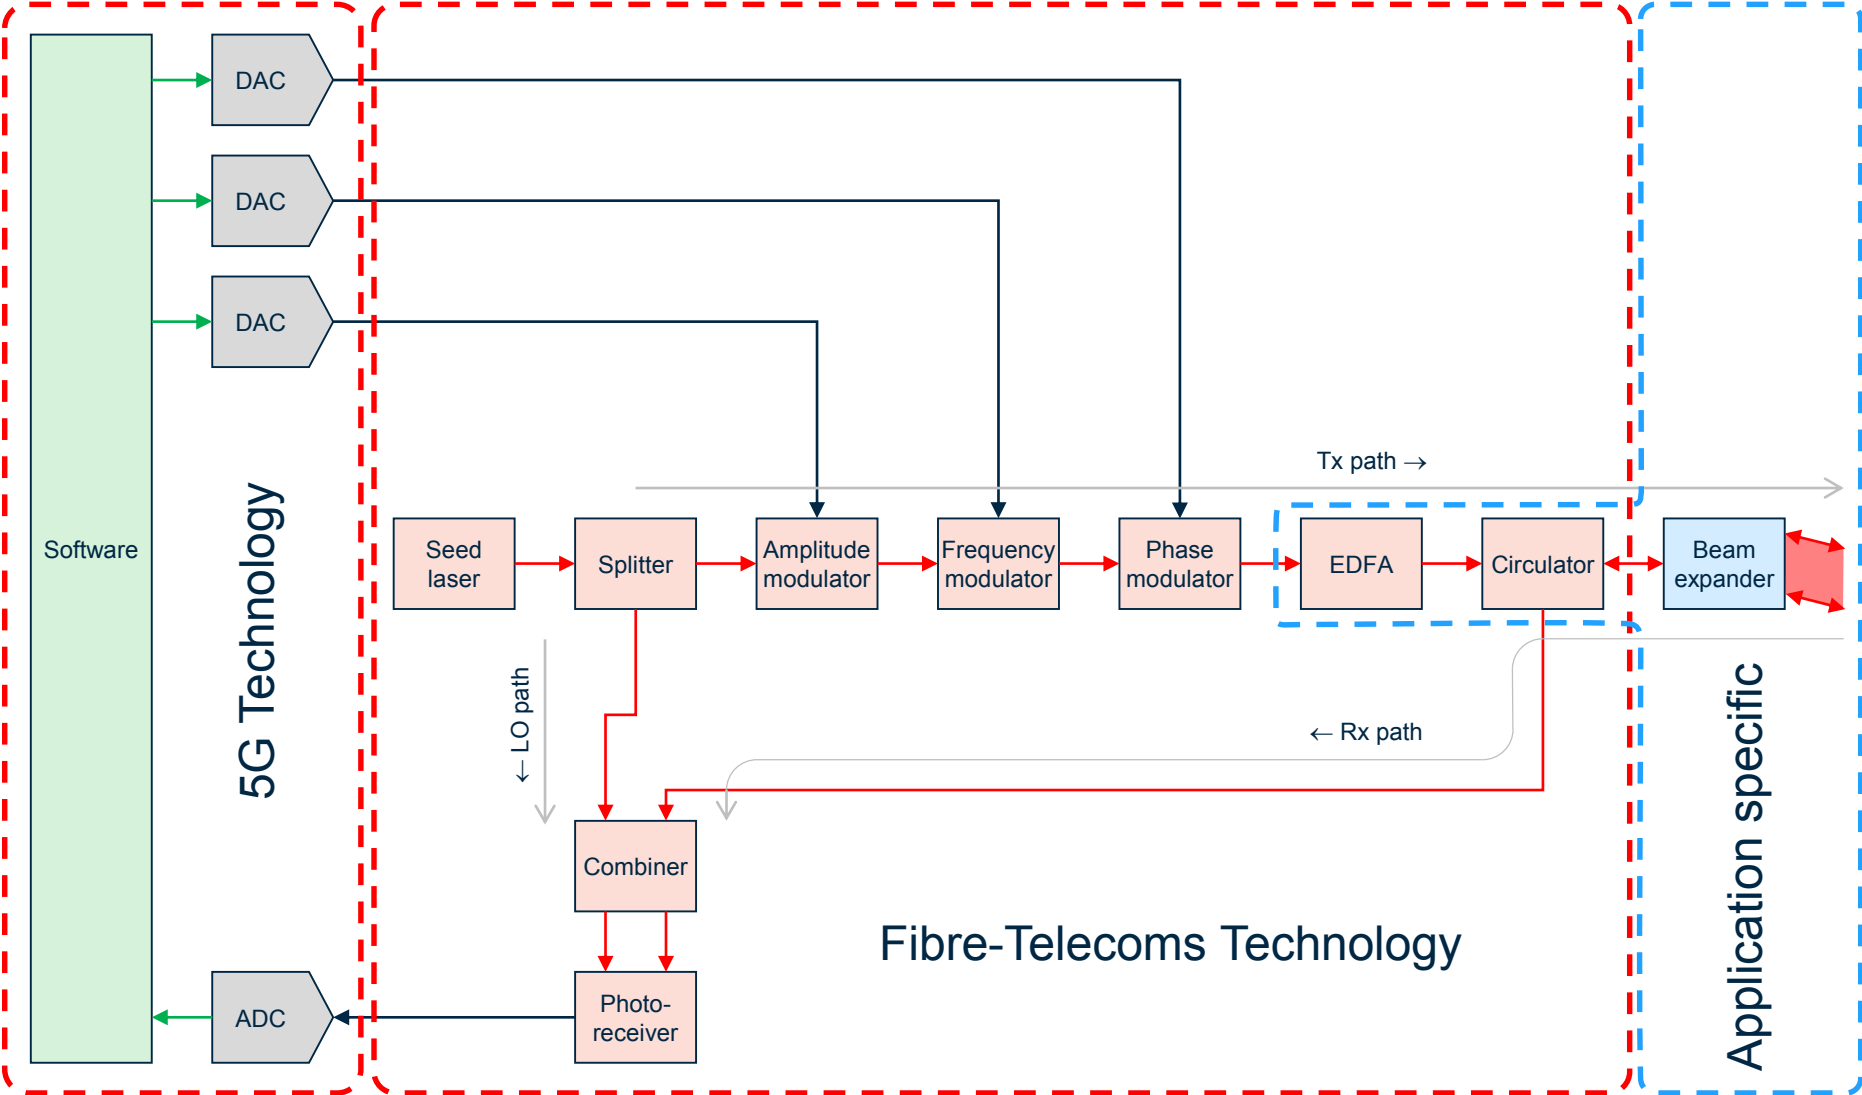 DAC
DAC
DAC
Tx path →
Software
Seed
laser
Splitter
Amplitude
modulator
Frequency
modulator
Phase
modulator
EDFA
Circulator
Beam
expander
5G Technology
← LO path
← Rx path
Combiner
Fibre-Telecoms Technology
Application specific
ADC
Photo-
receiver